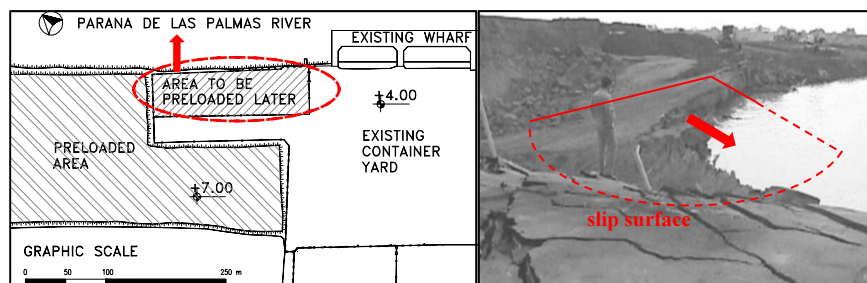 PARANA DE LAS PALMAS RIVER
EXISTING WHARF
AREA TO BE
PRELOADED LATER
+4.00
PRELOADED
AREA
EXISTING
CONTAINER
YARD
+7.00
GRAPHIC SCALE
0 50 100 250 m
slip surface